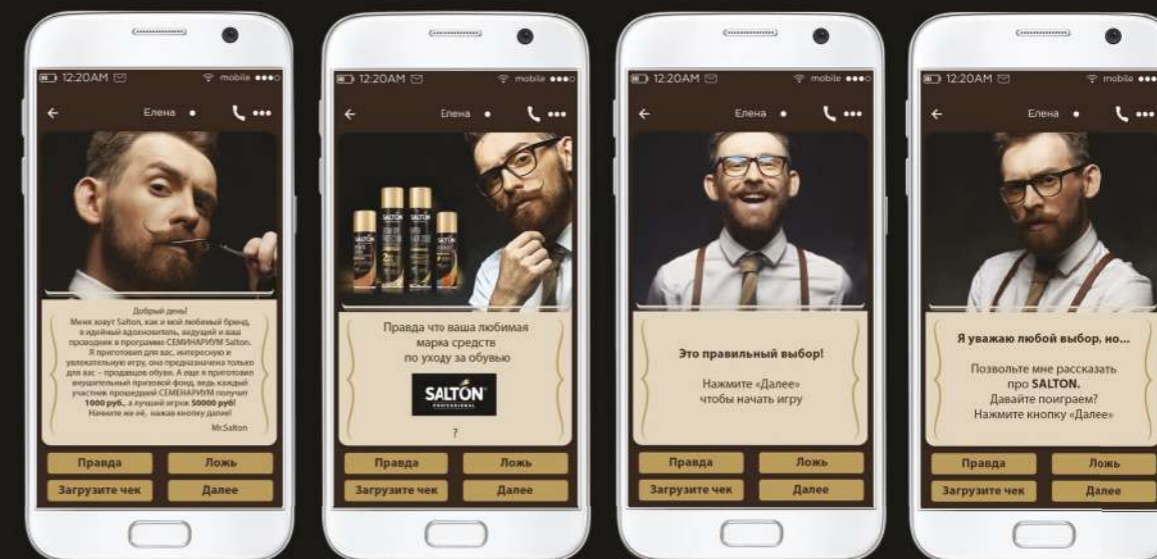 12:20AM
mobile
Елена
Добрый день!
Меня зовут Salton, как и мой любимый бренд,
я идейный вдохновитель, ведущий и ваш
проводник в программе СЕМИНАРИУМ Salton.
Я приготовил для вас, интересную и
увлекательную игру, она предназначена только
для вас – продавцов обуви. А еще я приготовил
внушительный призовой фонд, ведь каждый
участник прошедший СЕМЕНАРИУМ получит
1000 руб., а лучший игрок 50000 руб!
Начните же её, нажав кнопку далее!
Mr.Salton
Правда
Ложь
Загрузите чек
Далее
12:20AM
mobile
Елена
SALTON
SALTON
SALTON
SALTON
Правда что ваша любимая
марка средств
по уходу за обувью
SALTON
PROFESSIONAL
?
Правда
Ложь
Загрузите чек
Далее
12:20AM
mobile
Елена
Это правильный выбор!
Нажмите «Далее»
чтобы начать игру
Правда
Ложь
Загрузите чек
Далее
12:20AM
mobile
Елена
Я уважаю любой выбор, но...
Позвольте мне рассказать
про SALTON.
Давайте поиграем?
Нажмите кнопку «Далее»
Правда
Ложь
Загрузите чек
Далее